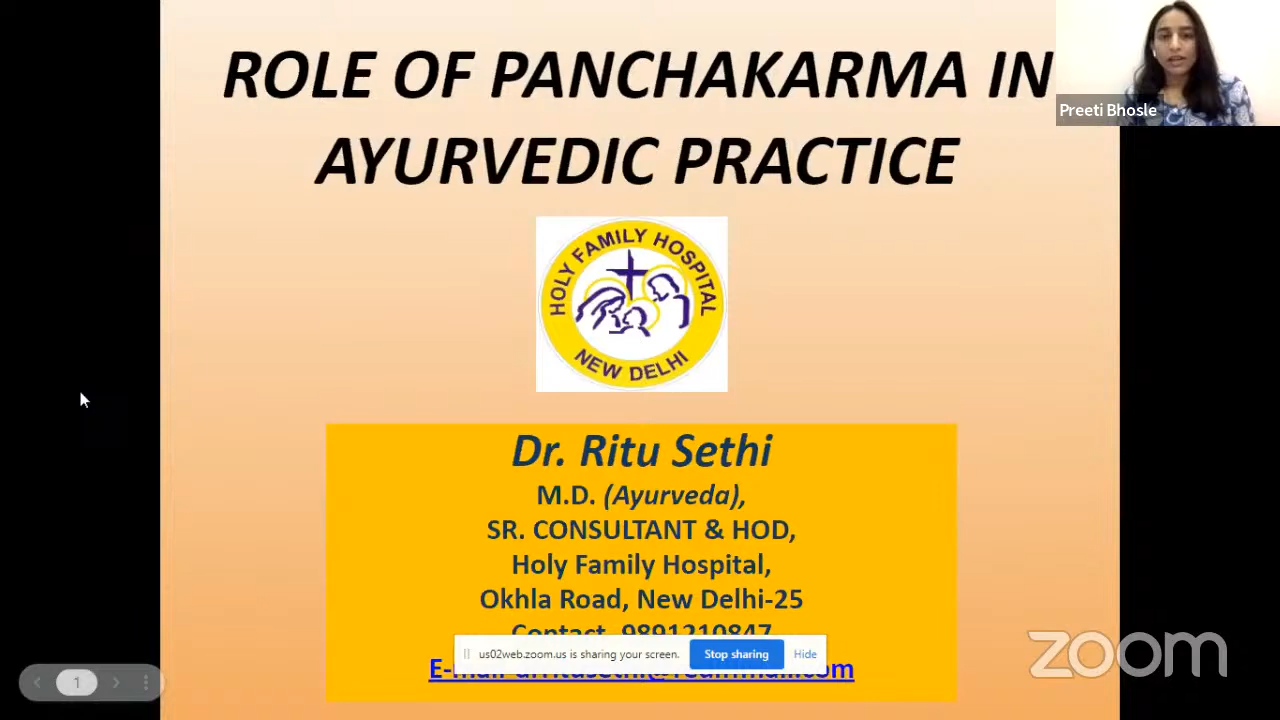 ROLE OF PANCHAKARMA IN
AYURVEDIC PRACTICE
Preeti Bhosle
HOLY FAMILY HOSPITAL
NEW DELHI
Dr. Ritu Sethi
M.D. (Ayurveda),
SR. CONSULTANT & HOD,
Holy Family Hospital,
Okhla Road, New Delhi-25
Contact 9891210847
us02web.zoom.us is sharing your screen. Stop sharing Hide
1
zoom